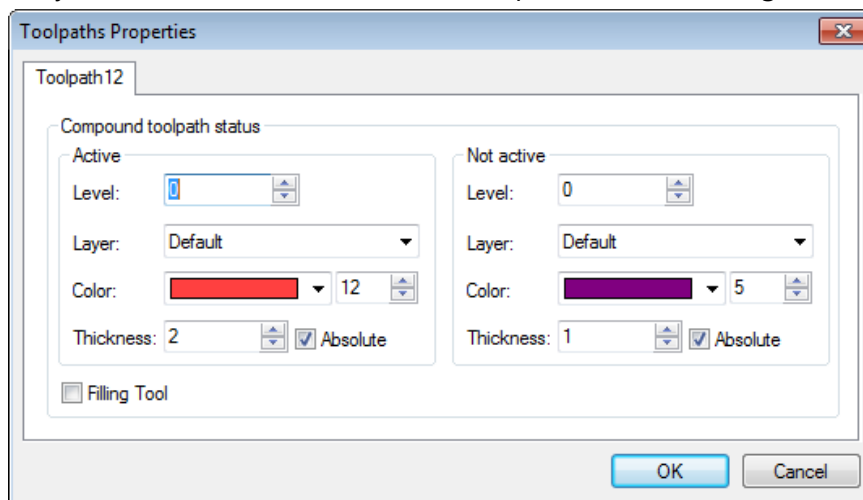 Toolpaths Properties
Toolpath12
Compound toolpath status
Active
Level: 0
Layer: Default
Color: 12
Thickness: 2 Absolute
Not active
Level: 0
Layer: Default
Color: 5
Thickness: 1 Absolute
Filling Tool
OK Cancel